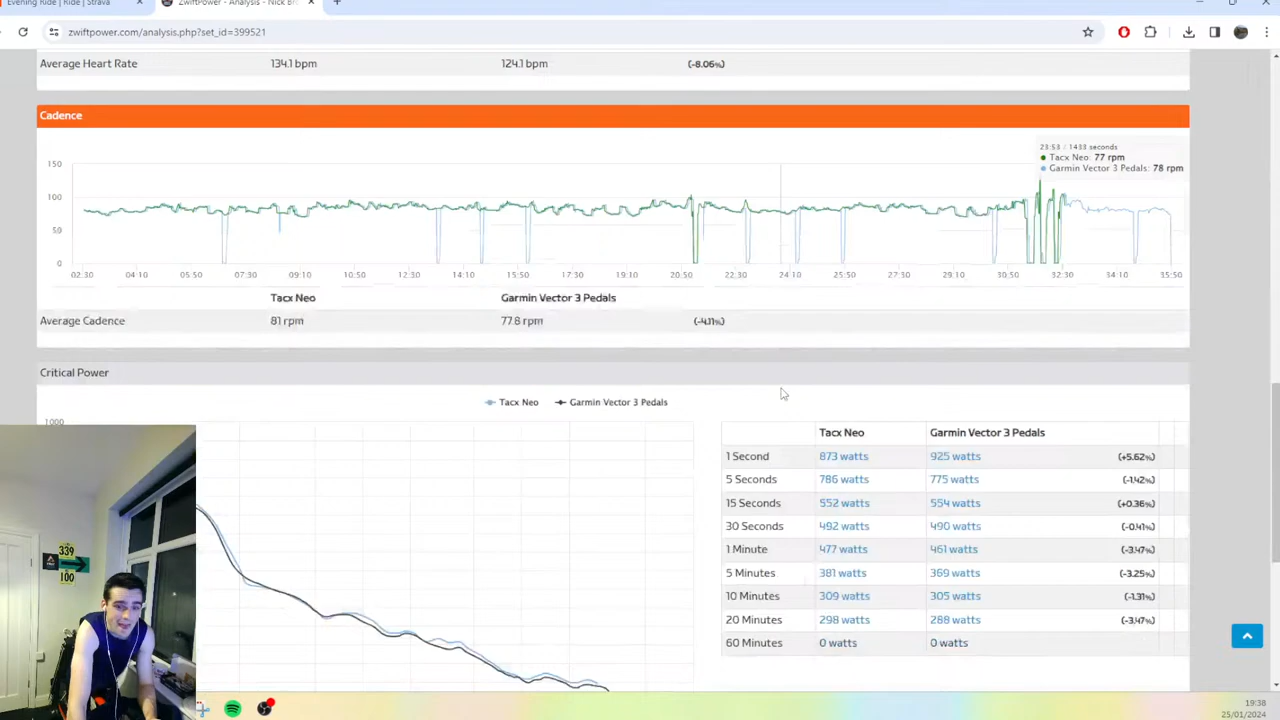 Evening Ride | Ride | Strava
ZwiftPower - Analysis - Nick Br
zwiftpower.com/analysis.php?set_id=399521
Average Heart Rate 134.1 bpm 124.1 bpm (-8.06%)
Cadence
23:53 / 1433 seconds
Tacx Neo: 77 rpm
Garmin Vector 3 Pedals: 78 rpm
150
100
50
0
02:30 04:10 05:50 07:30 09:10 10:50 12:30 14:10 15:50 17:30 19:10 20:50 22:30 24:10 25:50 27:30 29:10 30:50 32:30 34:10 35:50
Tacx Neo Garmin Vector 3 Pedals
Average Cadence 81 rpm 77.8 rpm (-4.11%)
Critical Power
Tacx Neo Garmin Vector 3 Pedals
1000
Tacx Neo Garmin Vector 3 Pedals
1 Second 873 watts 925 watts (+5.62%)
5 Seconds 786 watts 775 watts (-1.42%)
15 Seconds 552 watts 554 watts (+0.36%)
30 Seconds 492 watts 490 watts (-0.41%)
1 Minute 477 watts 461 watts (-3.47%)
5 Minutes 381 watts 369 watts (-3.25%)
10 Minutes 309 watts 305 watts (-1.31%)
20 Minutes 298 watts 288 watts (-3.47%)
60 Minutes 0 watts 0 watts
339
100
19:38
25/01/2024